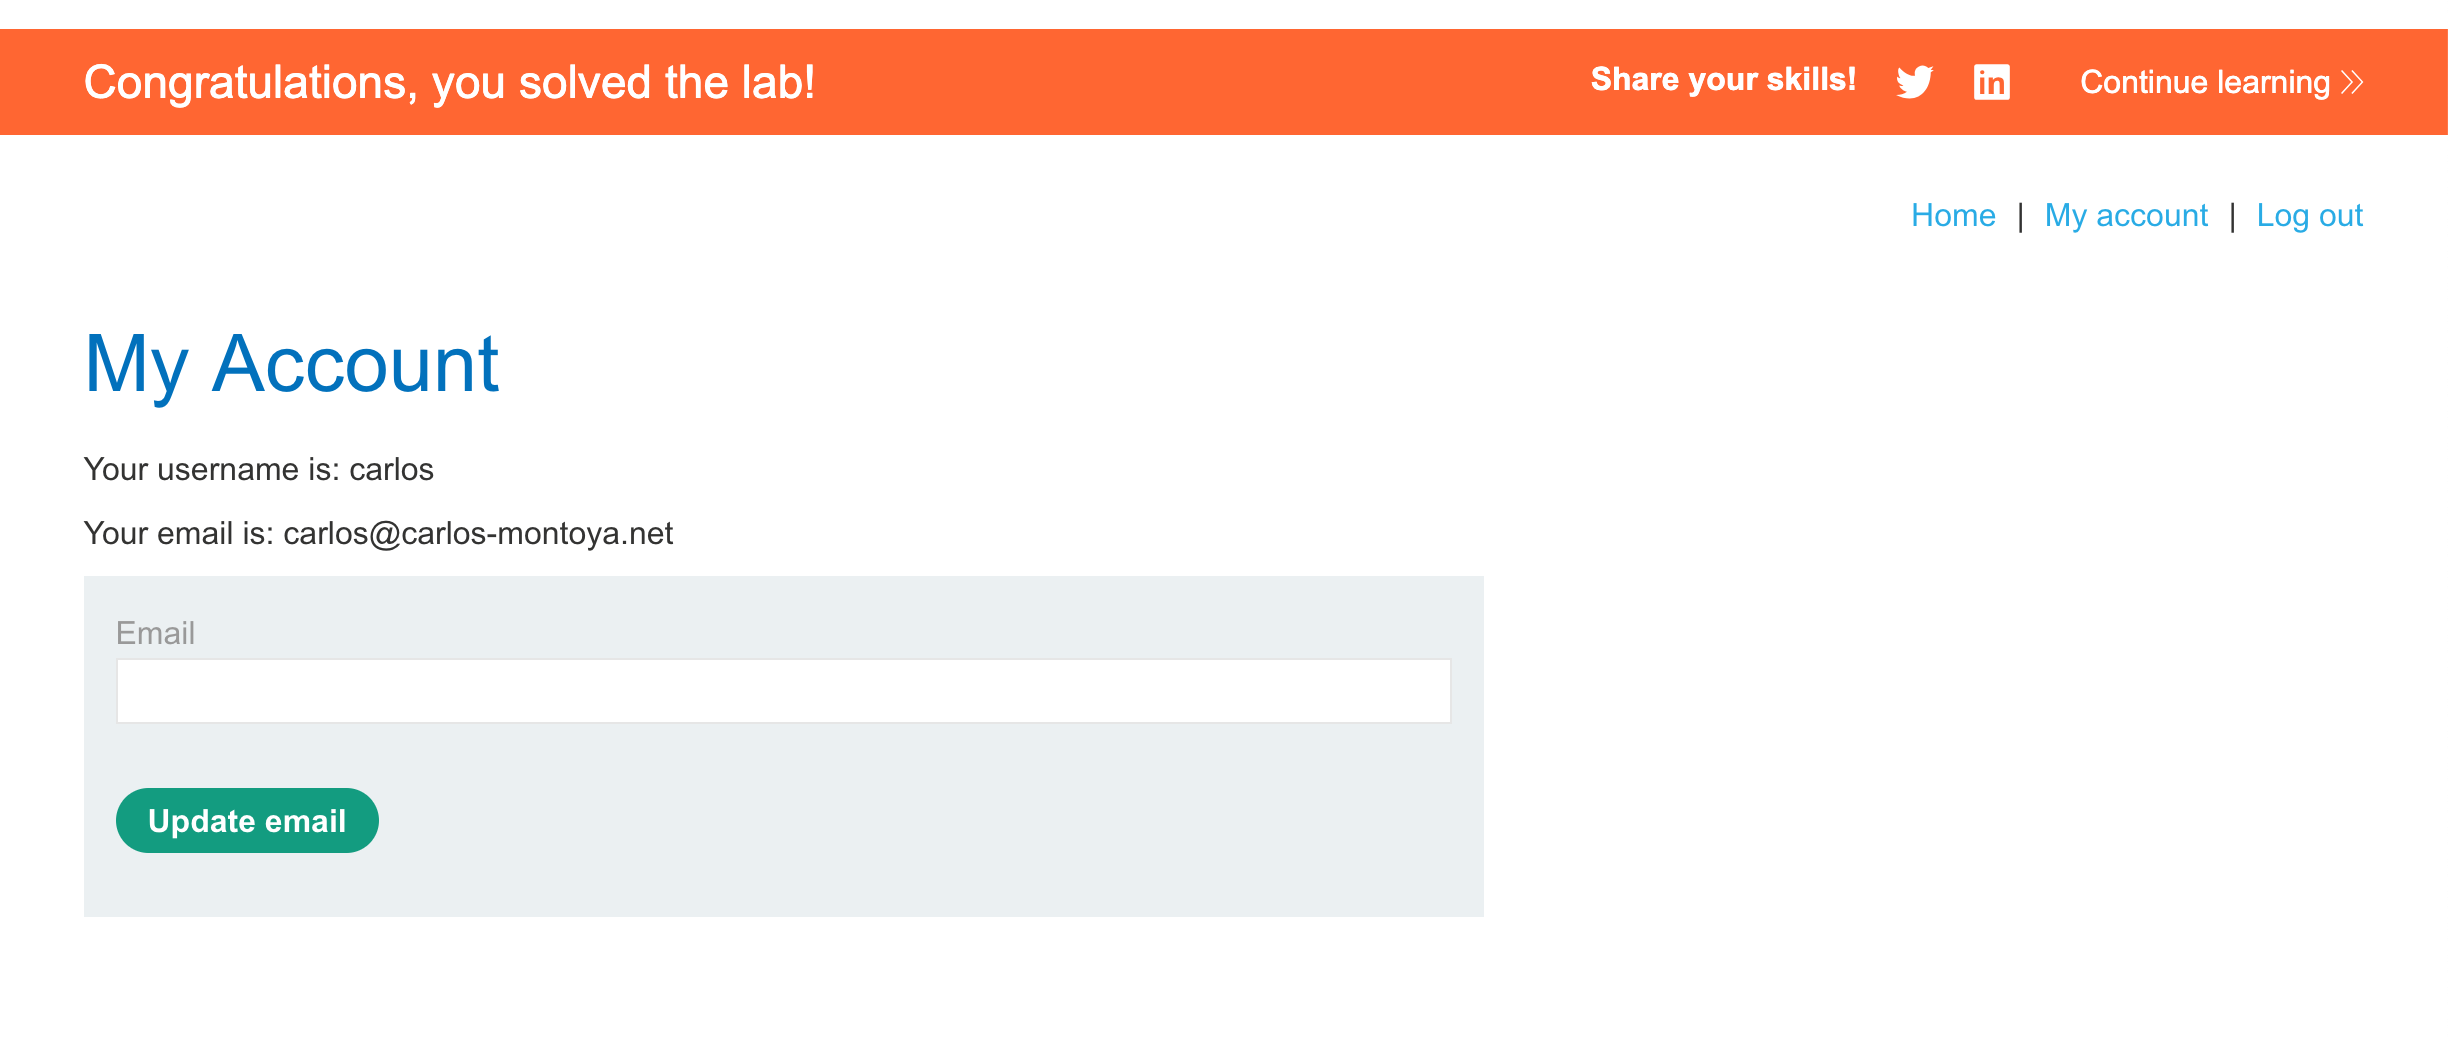 Congratulations, you solved the lab!
Share your skills!
Continue learning
Home | My account | Log out
My Account
Your username is: carlos
Your email is: carlos@carlos-montoya.net
Email
Update email